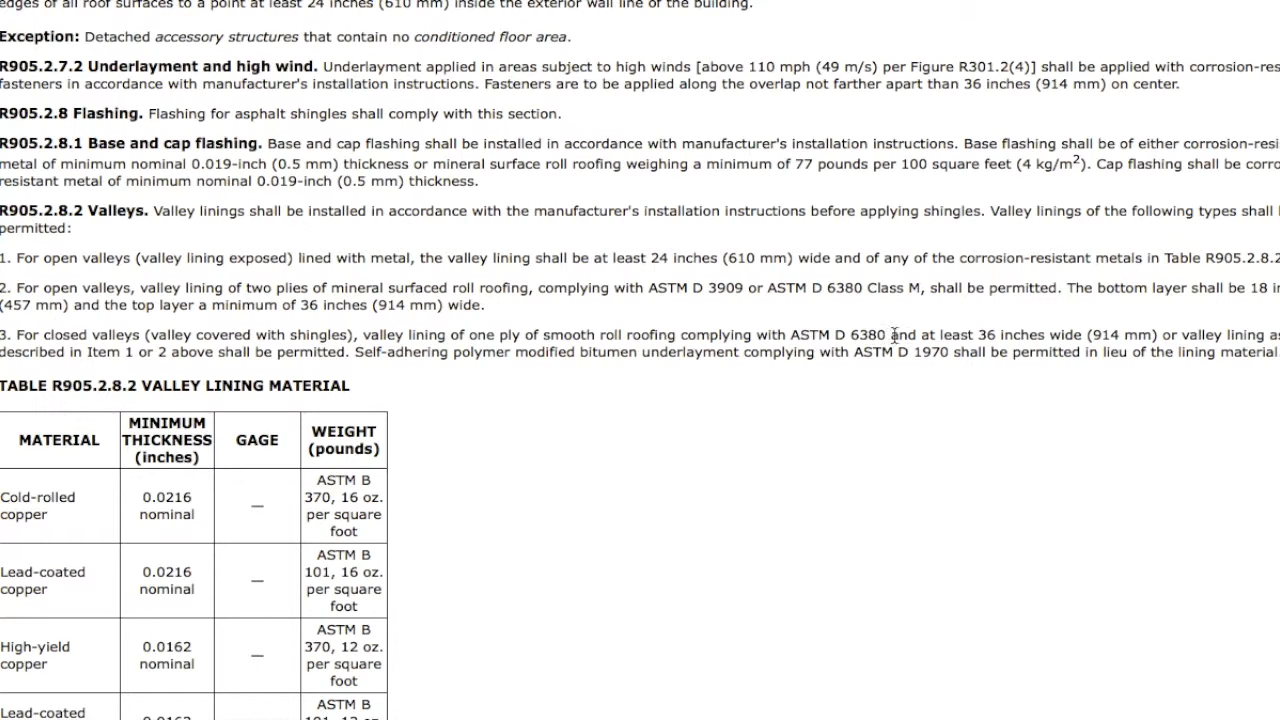 edges of all roof surfaces to a point at least 24 inches (610 mm) inside the exterior wall line of the building.
Exception: Detached accessory structures that contain no conditioned floor area.
R905.2.7.2 Underlayment and high wind. Underlayment applied in areas subject to high winds [above 110 mph (49 m/s) per Figure R301.2(4)] shall be applied with corrosion-res
fasteners in accordance with manufacturer's installation instructions. Fasteners are to be applied along the overlap not farther apart than 36 inches (914 mm) on center.
R905.2.8 Flashing. Flashing for asphalt shingles shall comply with this section.
R905.2.8.1 Base and cap flashing. Base and cap flashing shall be installed in accordance with manufacturer's installation instructions. Base flashing shall be of either corrosion-resi
metal of minimum nominal 0.019-inch (0.5 mm) thickness or mineral surface roll roofing weighing a minimum of 77 pounds per 100 square feet (4 kg/m²). Cap flashing shall be corro
resistant metal of minimum nominal 0.019-inch (0.5 mm) thickness.
R905.2.8.2 Valleys. Valley linings shall be installed in accordance with the manufacturer's installation instructions before applying shingles. Valley linings of the following types shall
permitted:
1. For open valleys (valley lining exposed) lined with metal, the valley lining shall be at least 24 inches (610 mm) wide and of any of the corrosion-resistant metals in Table R905.2.8.2
2. For open valleys, valley lining of two plies of mineral surfaced roll roofing, complying with ASTM D 3909 or ASTM D 6380 Class M, shall be permitted. The bottom layer shall be 18 in
(457 mm) and the top layer a minimum of 36 inches (914 mm) wide.
3. For closed valleys (valley covered with shingles), valley lining of one ply of smooth roll roofing complying with ASTM D 6380 and at least 36 inches wide (914 mm) or valley lining as
described in Item 1 or 2 above shall be permitted. Self-adhering polymer modified bitumen underlayment complying with ASTM D 1970 shall be permitted in lieu of the lining material.
TABLE R905.2.8.2 VALLEY LINING MATERIAL
MATERIAL
MINIMUM
THICKNESS
(inches)
GAGE
WEIGHT
(pounds)
Cold-rolled
copper
0.0216
nominal
—
ASTM B
370, 16 oz.
per square
foot
Lead-coated
copper
0.0216
nominal
—
ASTM B
101, 16 oz.
per square
foot
High-yield
copper
0.0162
nominal
—
ASTM B
370, 12 oz.
per square
foot
Lead-coated
0.0162
ASTM B
101, 12 oz.